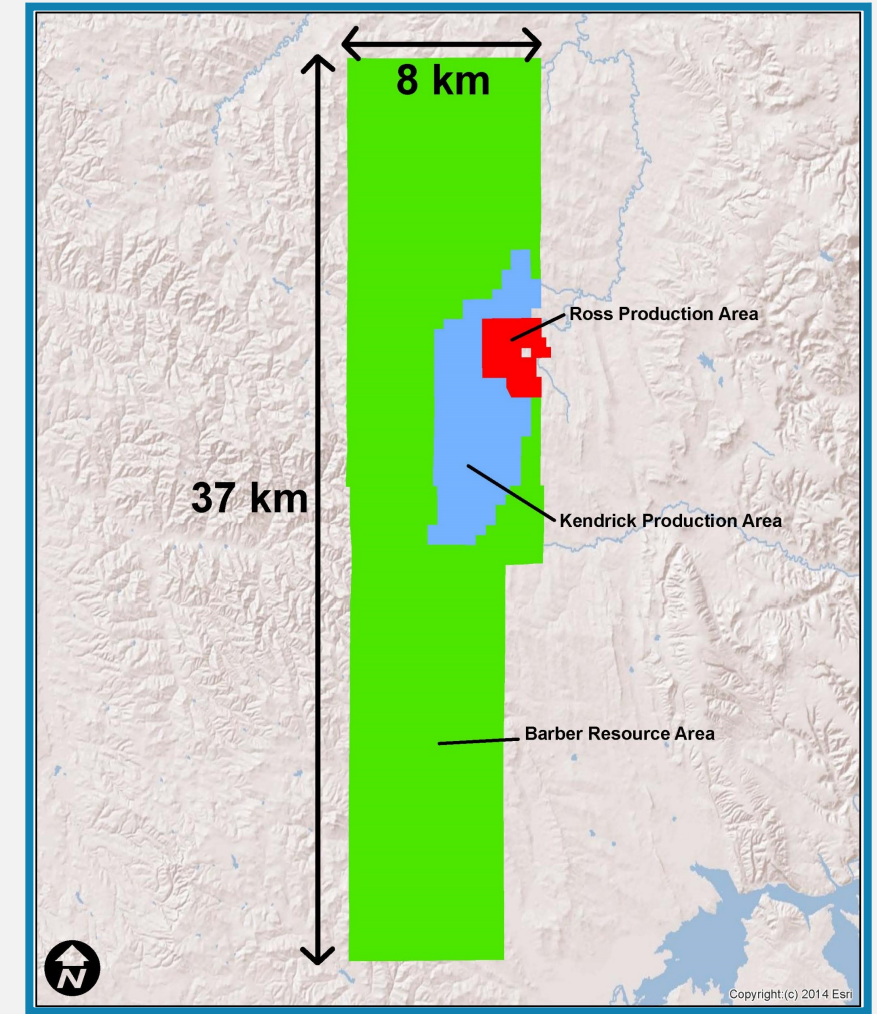 8 km
Ross Production Area
37 km
Kendrick Production Area
Barber Resource Area
N
Copyright:(c) 2014 Esri